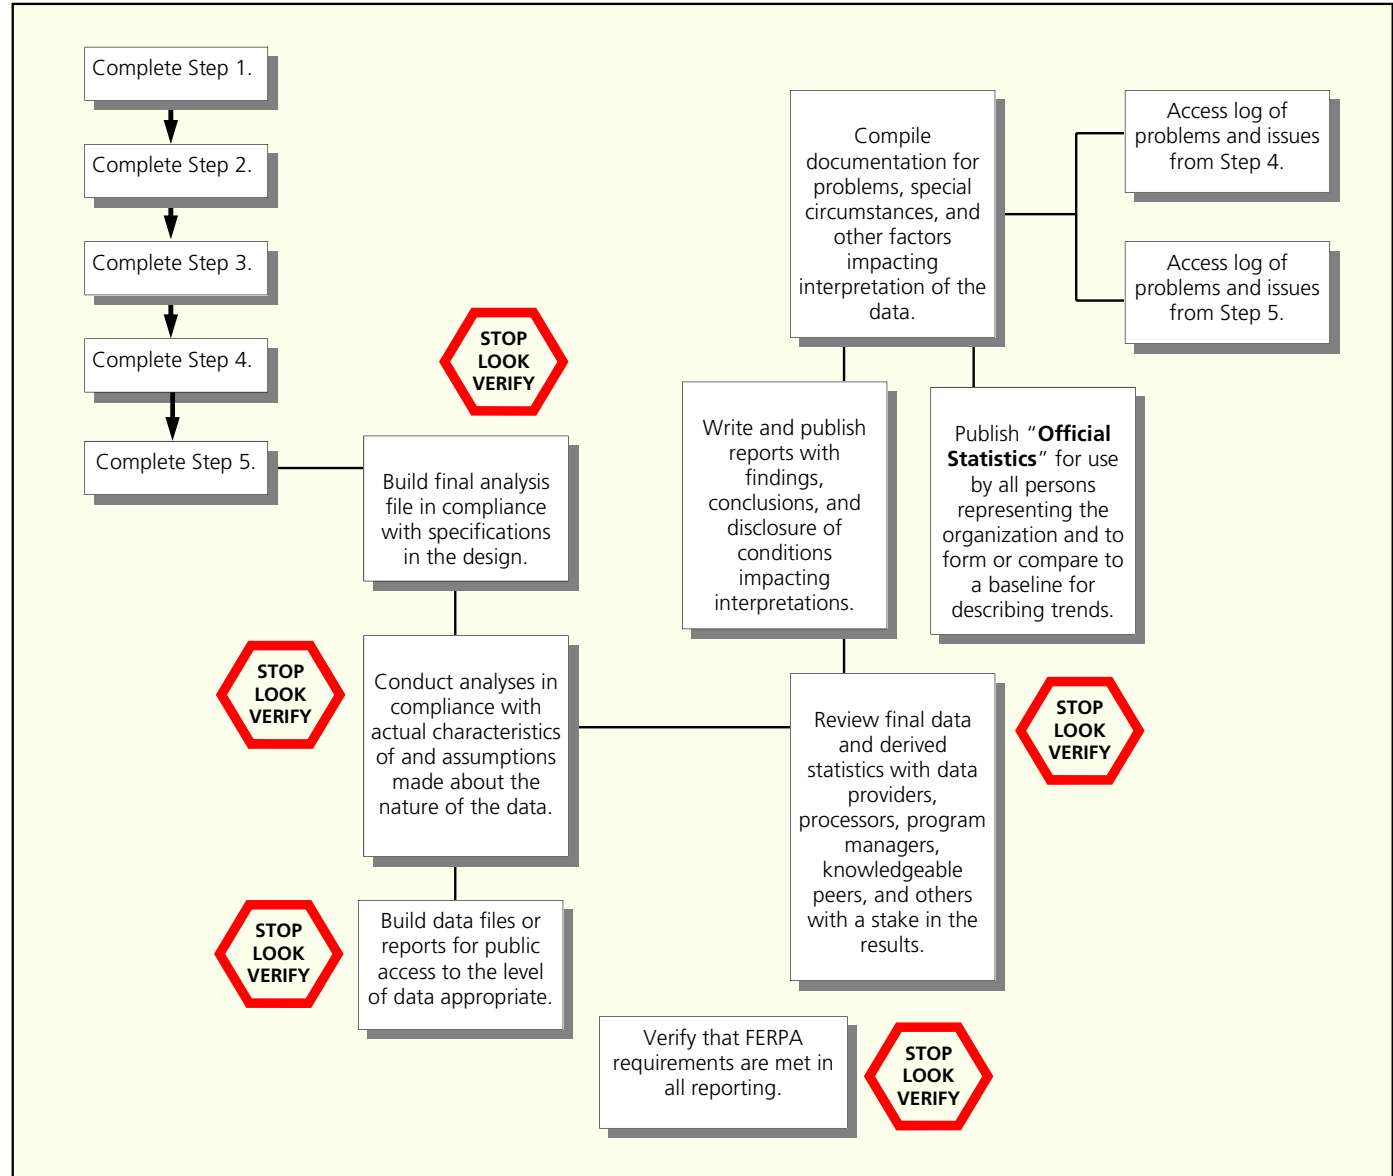 Complete Step 1.
Complete Step 2.
Complete Step 3.
Complete Step 4.
Complete Step 5.
STOP
LOOK
VERIFY
Build final analysis
file in compliance
with specifications
in the design.
STOP
LOOK
VERIFY
Conduct analyses in
compliance with
actual characteristics
of and assumptions
made about the
nature of the data.
STOP
LOOK
VERIFY
Build data files or
reports for public
access to the level
of data appropriate.
Compile
documentation for
problems, special
circumstances, and
other factors
impacting
interpretation of the
data.
Access log of
problems and issues
from Step 4.
Access log of
problems and issues
from Step 5.
Write and publish
reports with
findings,
conclusions, and
disclosure of
conditions
impacting
interpretations.
Publish “Official
Statistics” for use
by all persons
representing the
organization and to
form or compare to
a baseline for
describing trends.
Review final data
and derived
statistics with data
providers,
processors, program
managers,
knowledgeable
peers, and others
with a stake in the
results.
STOP
LOOK
VERIFY
Verify that FERPA
requirements are met in
all reporting.
STOP
LOOK
VERIFY